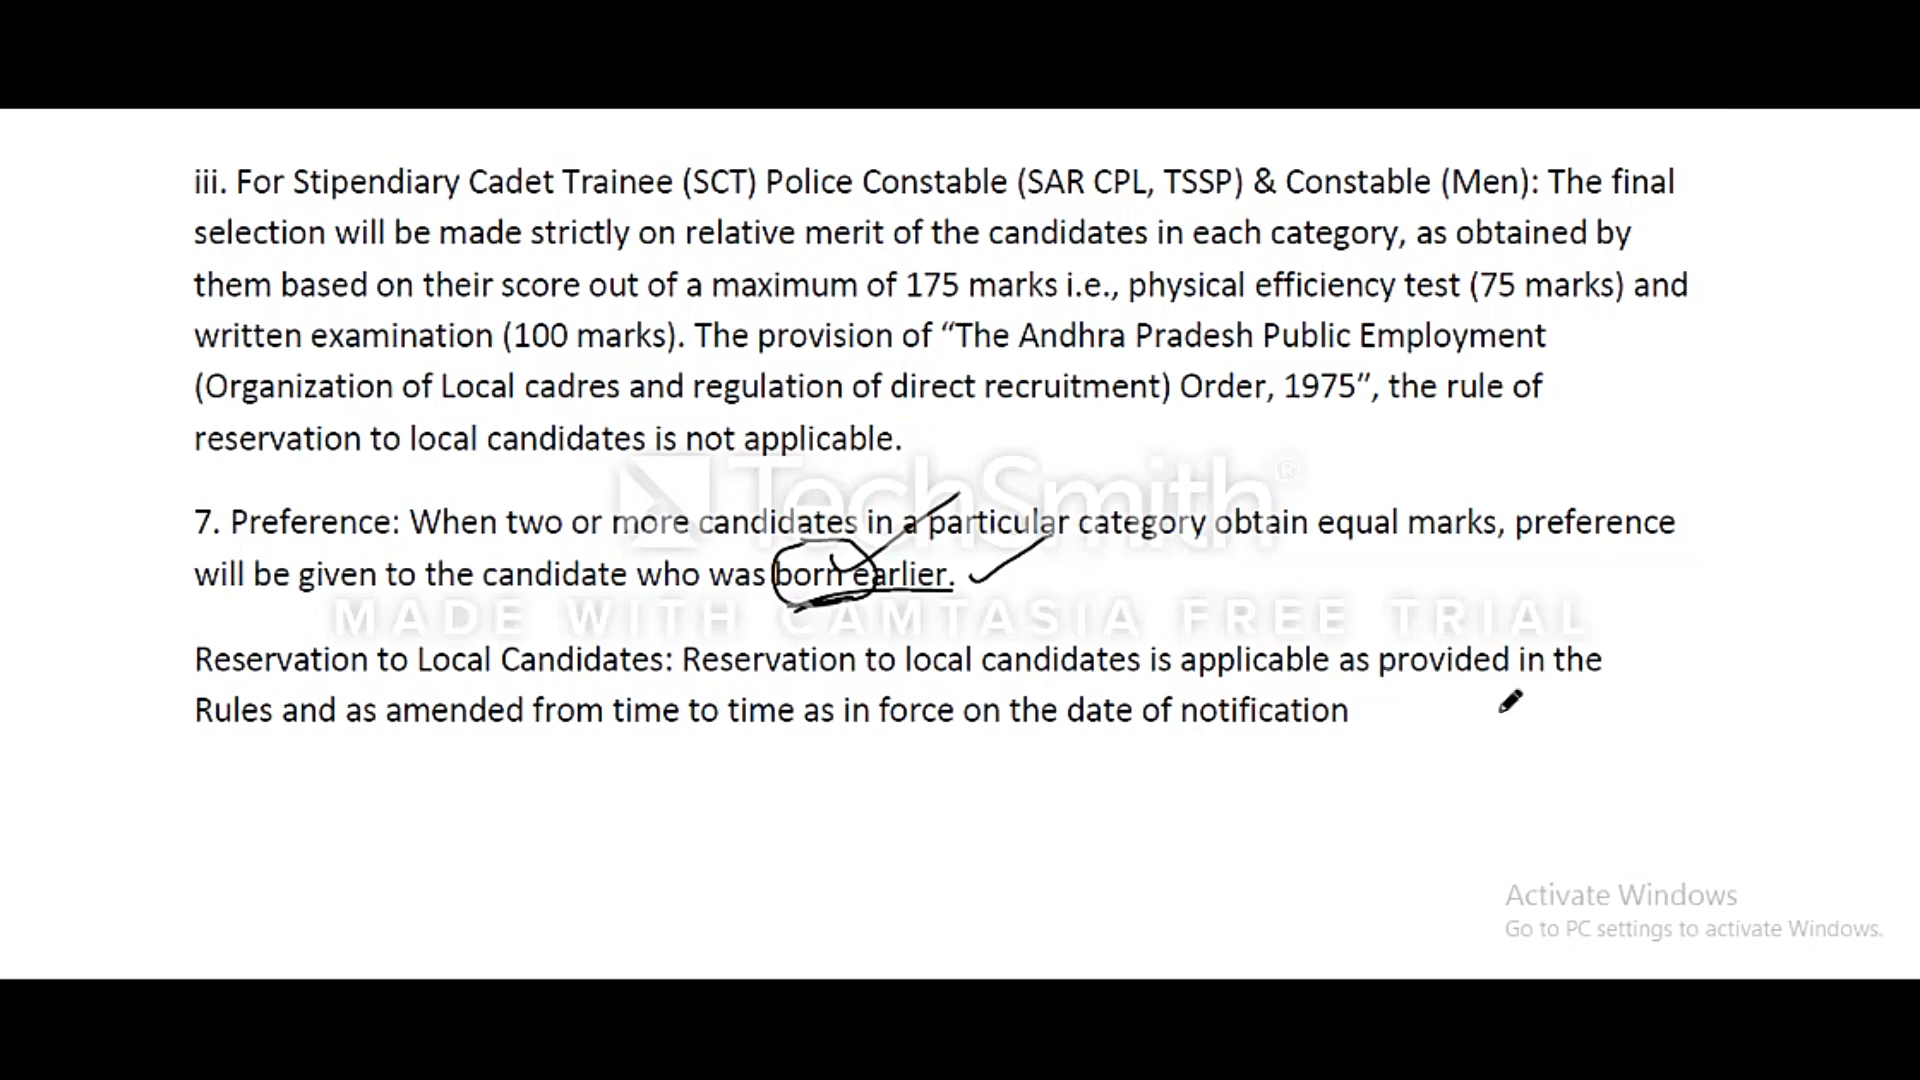 iii. For Stipendiary Cadet Trainee (SCT) Police Constable (SAR CPL, TSSP) & Constable (Men): The final
selection will be made strictly on relative merit of the candidates in each category, as obtained by
them based on their score out of a maximum of 175 marks i.e., physical efficiency test (75 marks) and
written examination (100 marks). The provision of “The Andhra Pradesh Public Employment
(Organization of Local cadres and regulation of direct recruitment) Order, 1975”, the rule of
reservation to local candidates is not applicable.
TechSmith®
7. Preference: When two or more candidates in a particular category obtain equal marks, preference
will be given to the candidate who was born earlier.
MADE WITH CAMTASIA FREE TRIAL
Reservation to Local Candidates: Reservation to local candidates is applicable as provided in the
Rules and as amended from time to time as in force on the date of notification
Activate Windows
Go to PC settings to activate Windows.